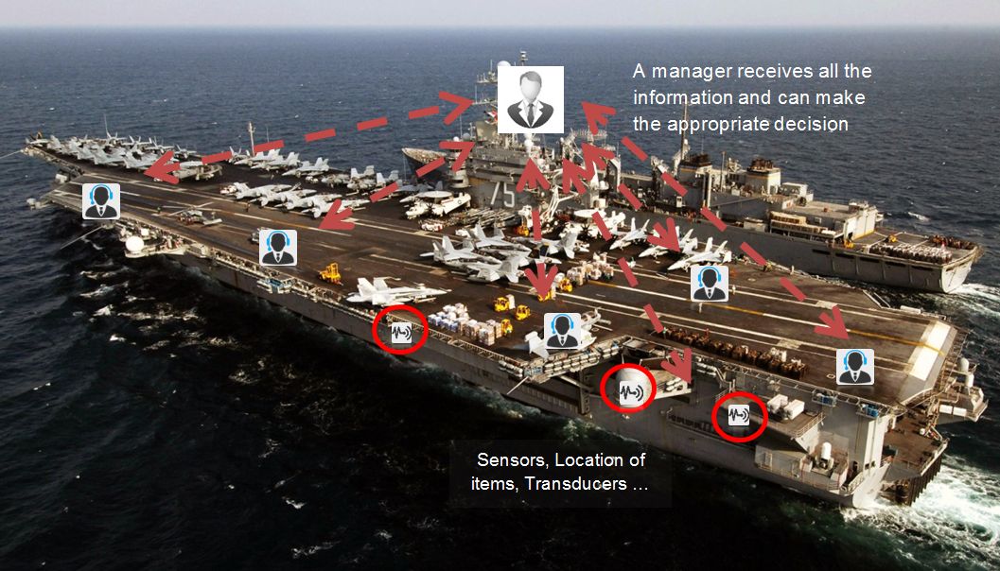 A manager receives all the
information and can make
the appropriate decision
75
Sensors, Location of
items, Transducers ...